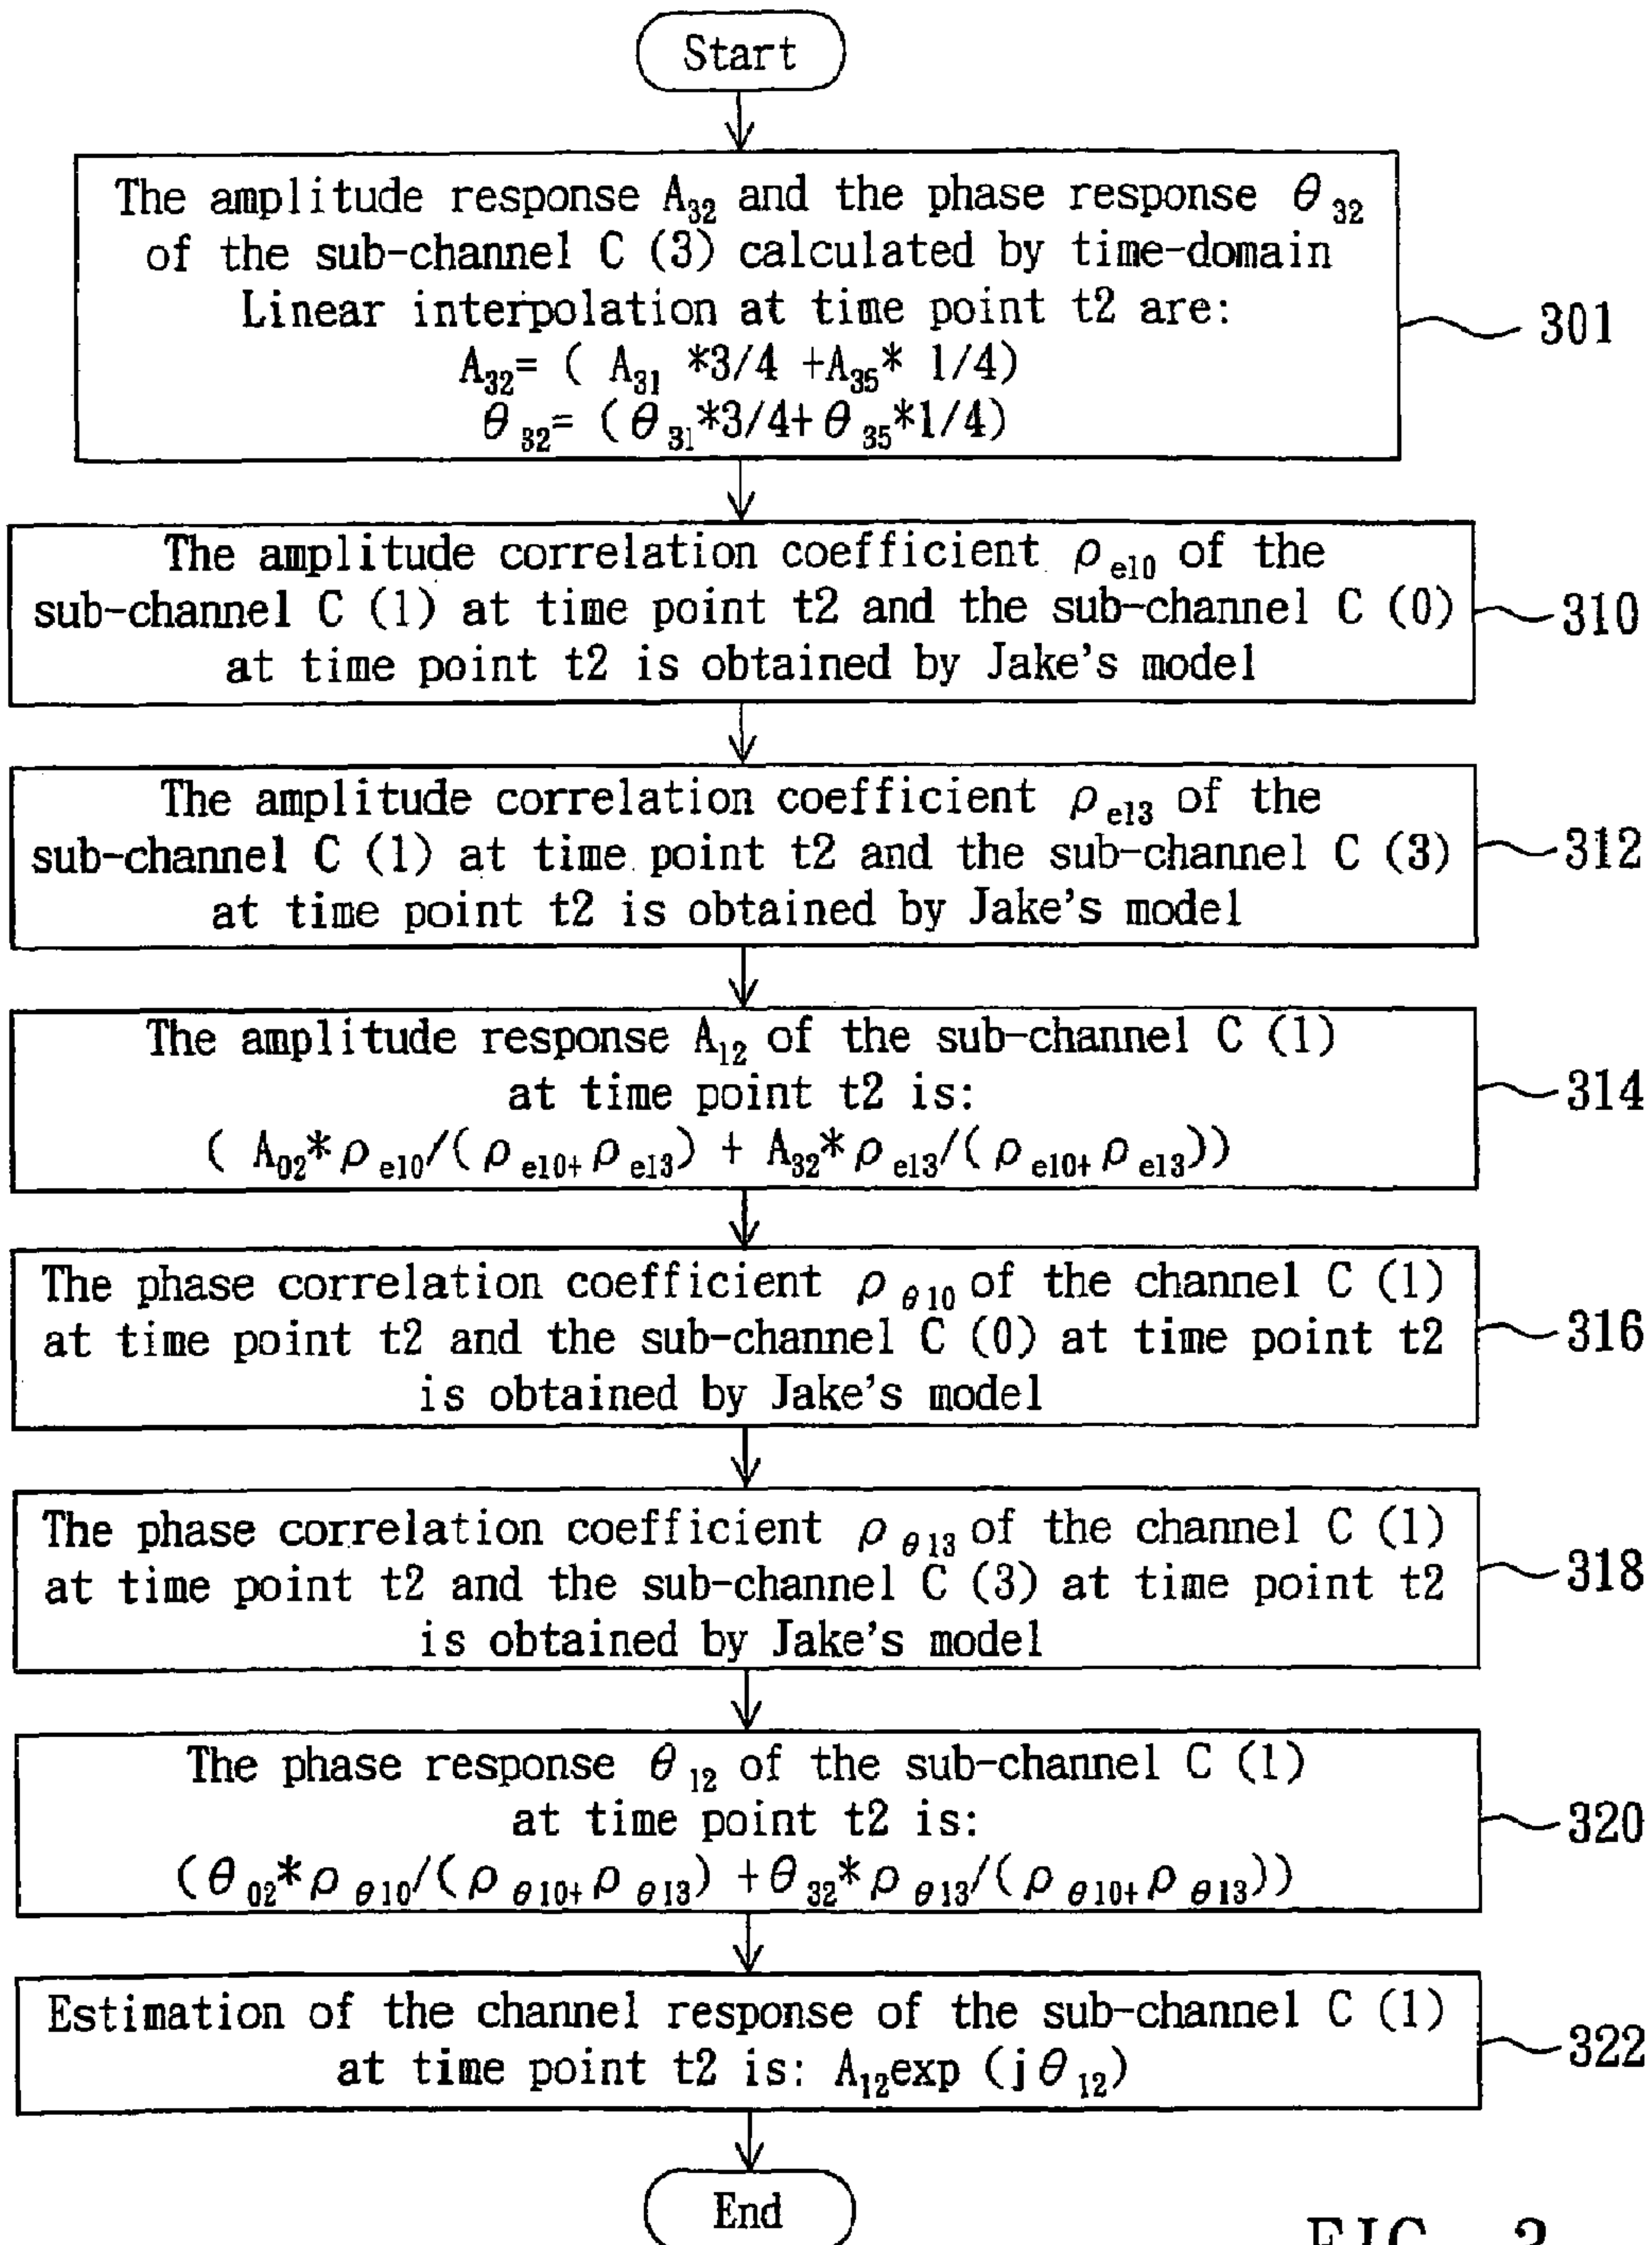 Start
The amplitude response A₃₂ and the phase response θ₃₂
of the sub-channel C (3) calculated by time-domain
Linear interpolation at time point t2 are:
A₃₂= ( A₃₁ *3/4 +A₃₅* 1/4)
θ₃₂= (θ₃₁*3/4+θ₃₅*1/4)
301
The amplitude correlation coefficient ρₑ₁₀ of the
sub-channel C (1) at time point t2 and the sub-channel C (0)
at time point t2 is obtained by Jake's model
310
The amplitude correlation coefficient ρₑ₁₃ of the
sub-channel C (1) at time point t2 and the sub-channel C (3)
at time point t2 is obtained by Jake's model
312
The amplitude response A₁₂ of the sub-channel C (1)
at time point t2 is:
( A₀₂*ρₑ₁₀/(ρₑ₁₀₊ρₑ₁₃) + A₃₂*ρₑ₁₃/(ρₑ₁₀₊ρₑ₁₃))
314
The phase correlation coefficient ρ_θ10 of the channel C (1)
at time point t2 and the sub-channel C (0) at time point t2
is obtained by Jake's model
316
The phase correlation coefficient ρ_θ13 of the channel C (1)
at time point t2 and the sub-channel C (3) at time point t2
is obtained by Jake's model
318
The phase response θ₁₂ of the sub-channel C (1)
at time point t2 is:
(θ₀₂*ρ_θ10/(ρ_θ10+ρ_θ13) +θ₃₂*ρ_θ13/(ρ_θ10+ρ_θ13))
320
Estimation of the channel response of the sub-channel C (1)
at time point t2 is: A₁₂exp (jθ₁₂)
322
End